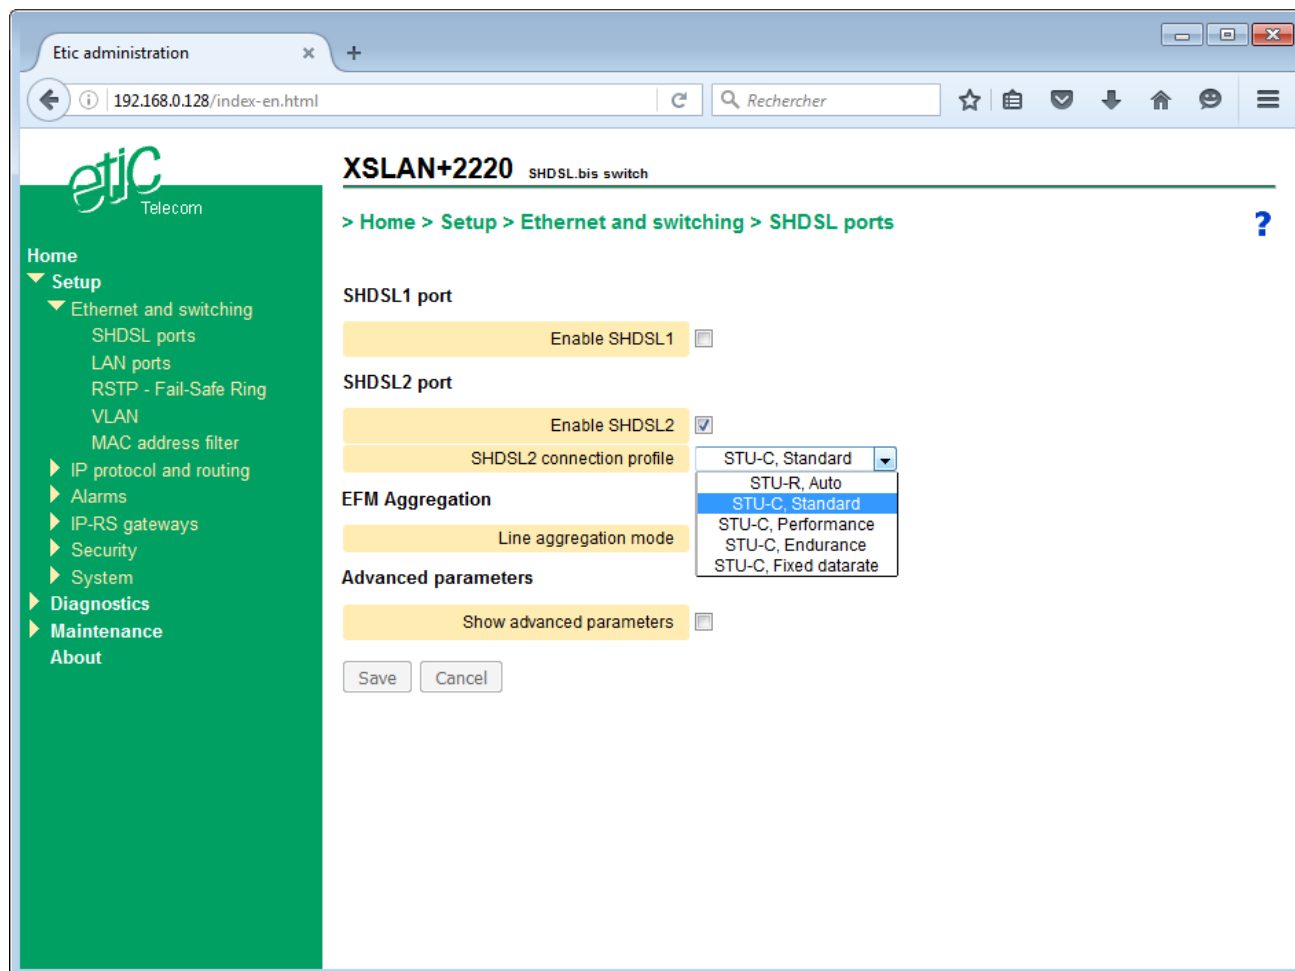 Etic administration
192.168.0.128/index-en.html
Rechercher
etic
Telecom
XSLAN+2220 SHDSL.bis switch
> Home > Setup > Ethernet and switching > SHDSL ports
?
Home
Setup
Ethernet and switching
SHDSL ports
LAN ports
RSTP - Fail-Safe Ring
VLAN
MAC address filter
IP protocol and routing
Alarms
IP-RS gateways
Security
System
Diagnostics
Maintenance
About
SHDSL1 port
Enable SHDSL1
SHDSL2 port
Enable SHDSL2
SHDSL2 connection profile STU-C, Standard
STU-R, Auto
STU-C, Standard
STU-C, Performance
STU-C, Endurance
STU-C, Fixed datarate
EFM Aggregation
Line aggregation mode
Advanced parameters
Show advanced parameters
Save Cancel